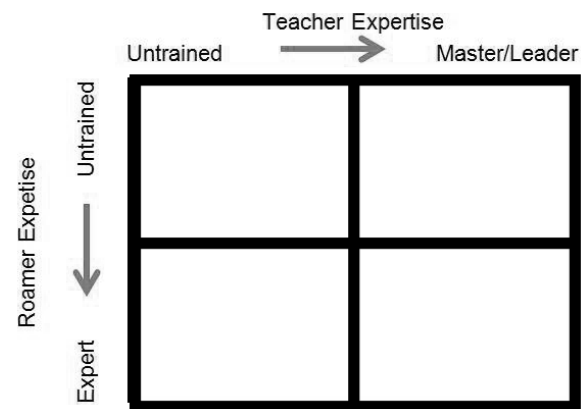 Teacher Expertise
Untrained
Master/Leader
Roamer Expetise
Untrained
Expert